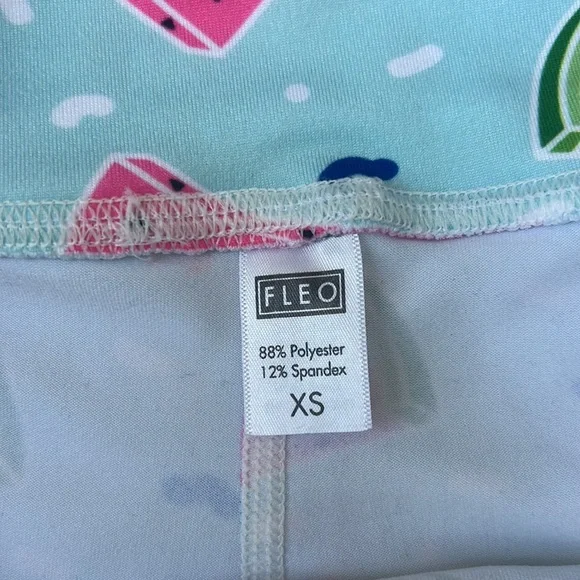 FLEO
88% Polyester
12% Spandex
XS